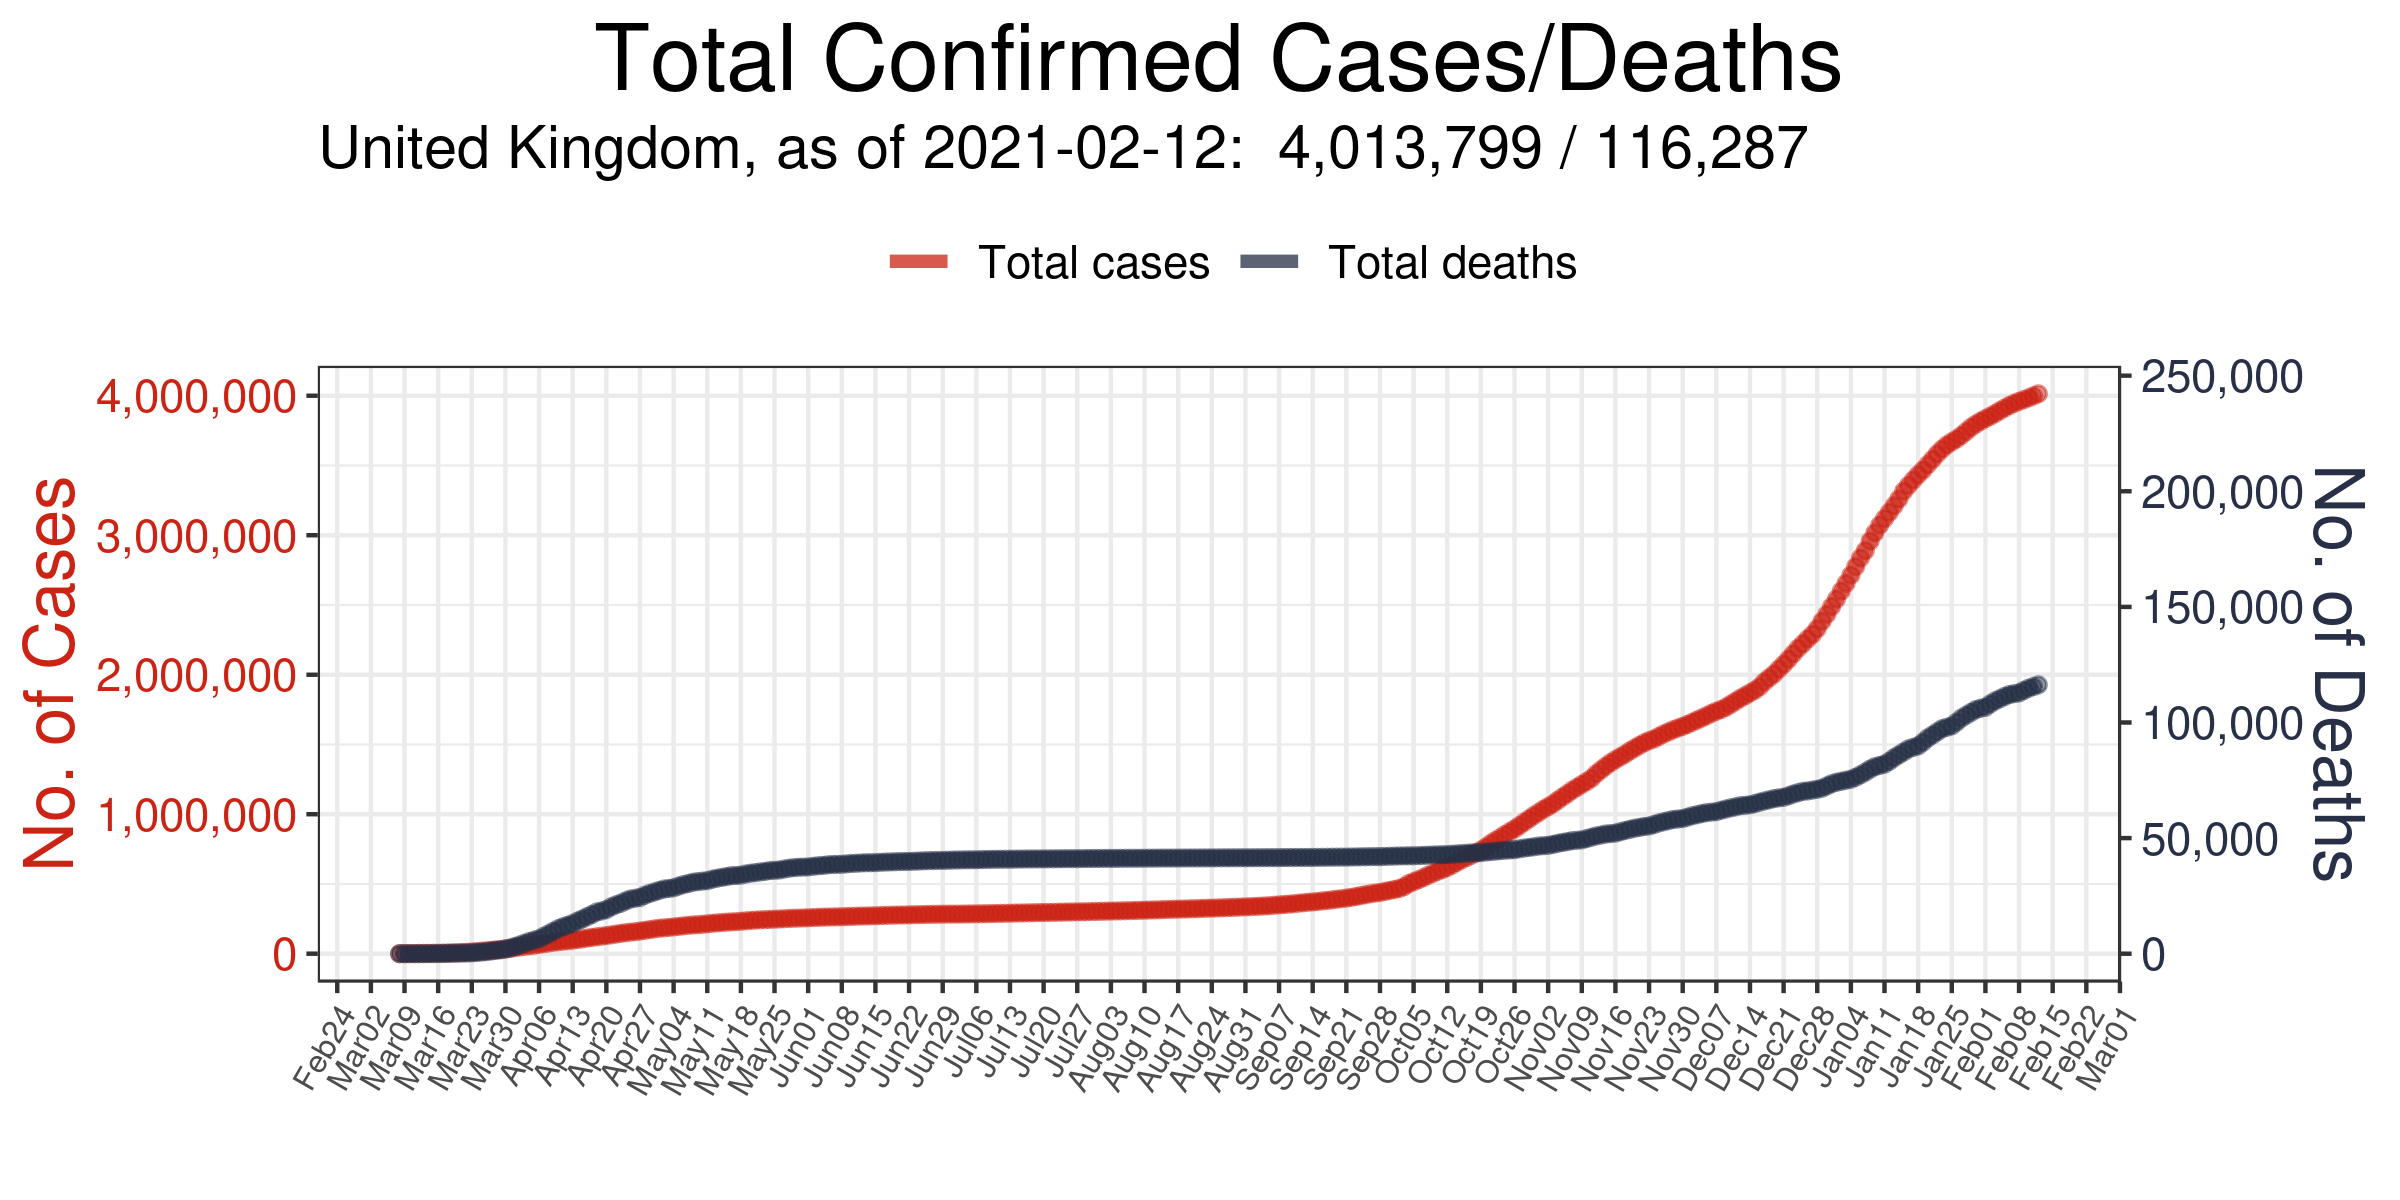 Total Confirmed Cases/Deaths
United Kingdom, as of 2021-02-12:  4,013,799 / 116,287
Total cases
Total deaths
No. of Cases
4,000,000
3,000,000
2,000,000
1,000,000
0
250,000
200,000
150,000
100,000
50,000
0
No. of Deaths
Feb24
Mar02
Mar09
Mar16
Mar23
Mar30
Apr06
Apr13
Apr20
Apr27
May04
May11
May18
May25
Jun01
Jun08
Jun15
Jun22
Jun29
Jul06
Jul13
Jul20
Jul27
Aug03
Aug10
Aug17
Aug24
Aug31
Sep07
Sep14
Sep21
Sep28
Oct05
Oct12
Oct19
Oct26
Nov02
Nov09
Nov16
Nov23
Nov30
Dec07
Dec14
Dec21
Dec28
Dec04
Jan11
Jan18
Jan25
Feb01
Feb08
Feb15
Feb22
Mar01